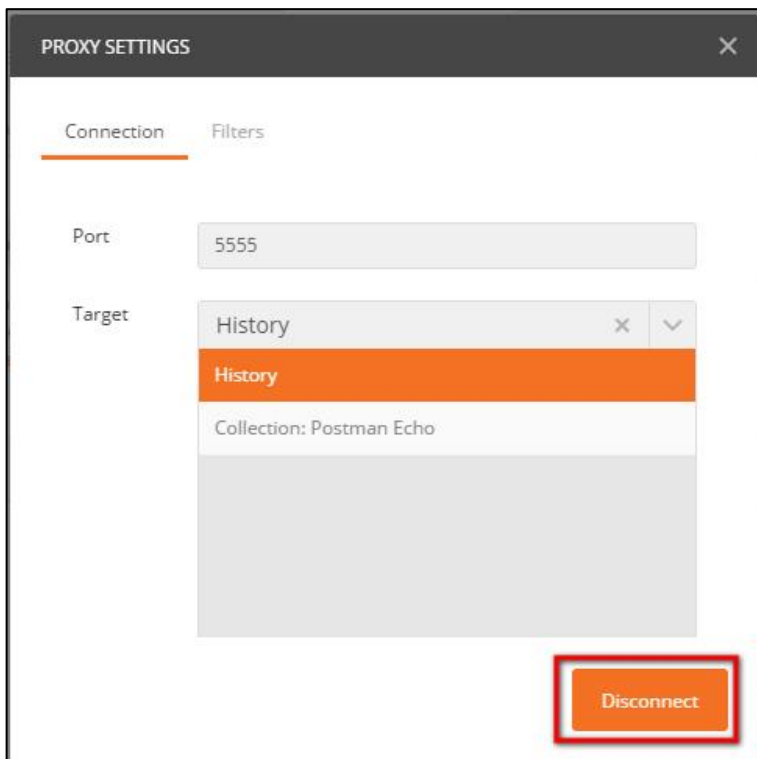 PROXY SETTINGS
Connection Filters
Port 5555
Target History
History
Collection: Postman Echo
Disconnect